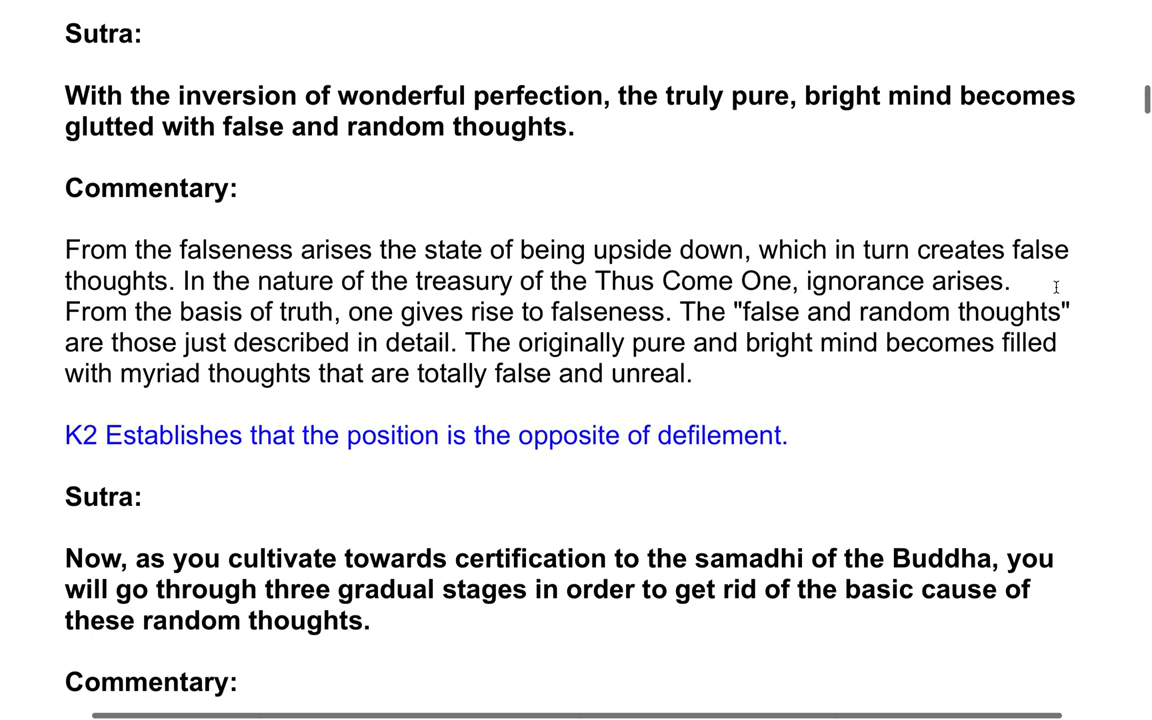 Sutra:
With the inversion of wonderful perfection, the truly pure, bright mind becomes
glutted with false and random thoughts.
Commentary:
From the falseness arises the state of being upside down, which in turn creates false
thoughts. In the nature of the treasury of the Thus Come One, ignorance arises.
From the basis of truth, one gives rise to falseness. The "false and random thoughts"
are those just described in detail. The originally pure and bright mind becomes filled
with myriad thoughts that are totally false and unreal.
K2 Establishes that the position is the opposite of defilement.
Sutra:
Now, as you cultivate towards certification to the samadhi of the Buddha, you
will go through three gradual stages in order to get rid of the basic cause of
these random thoughts.
Commentary: